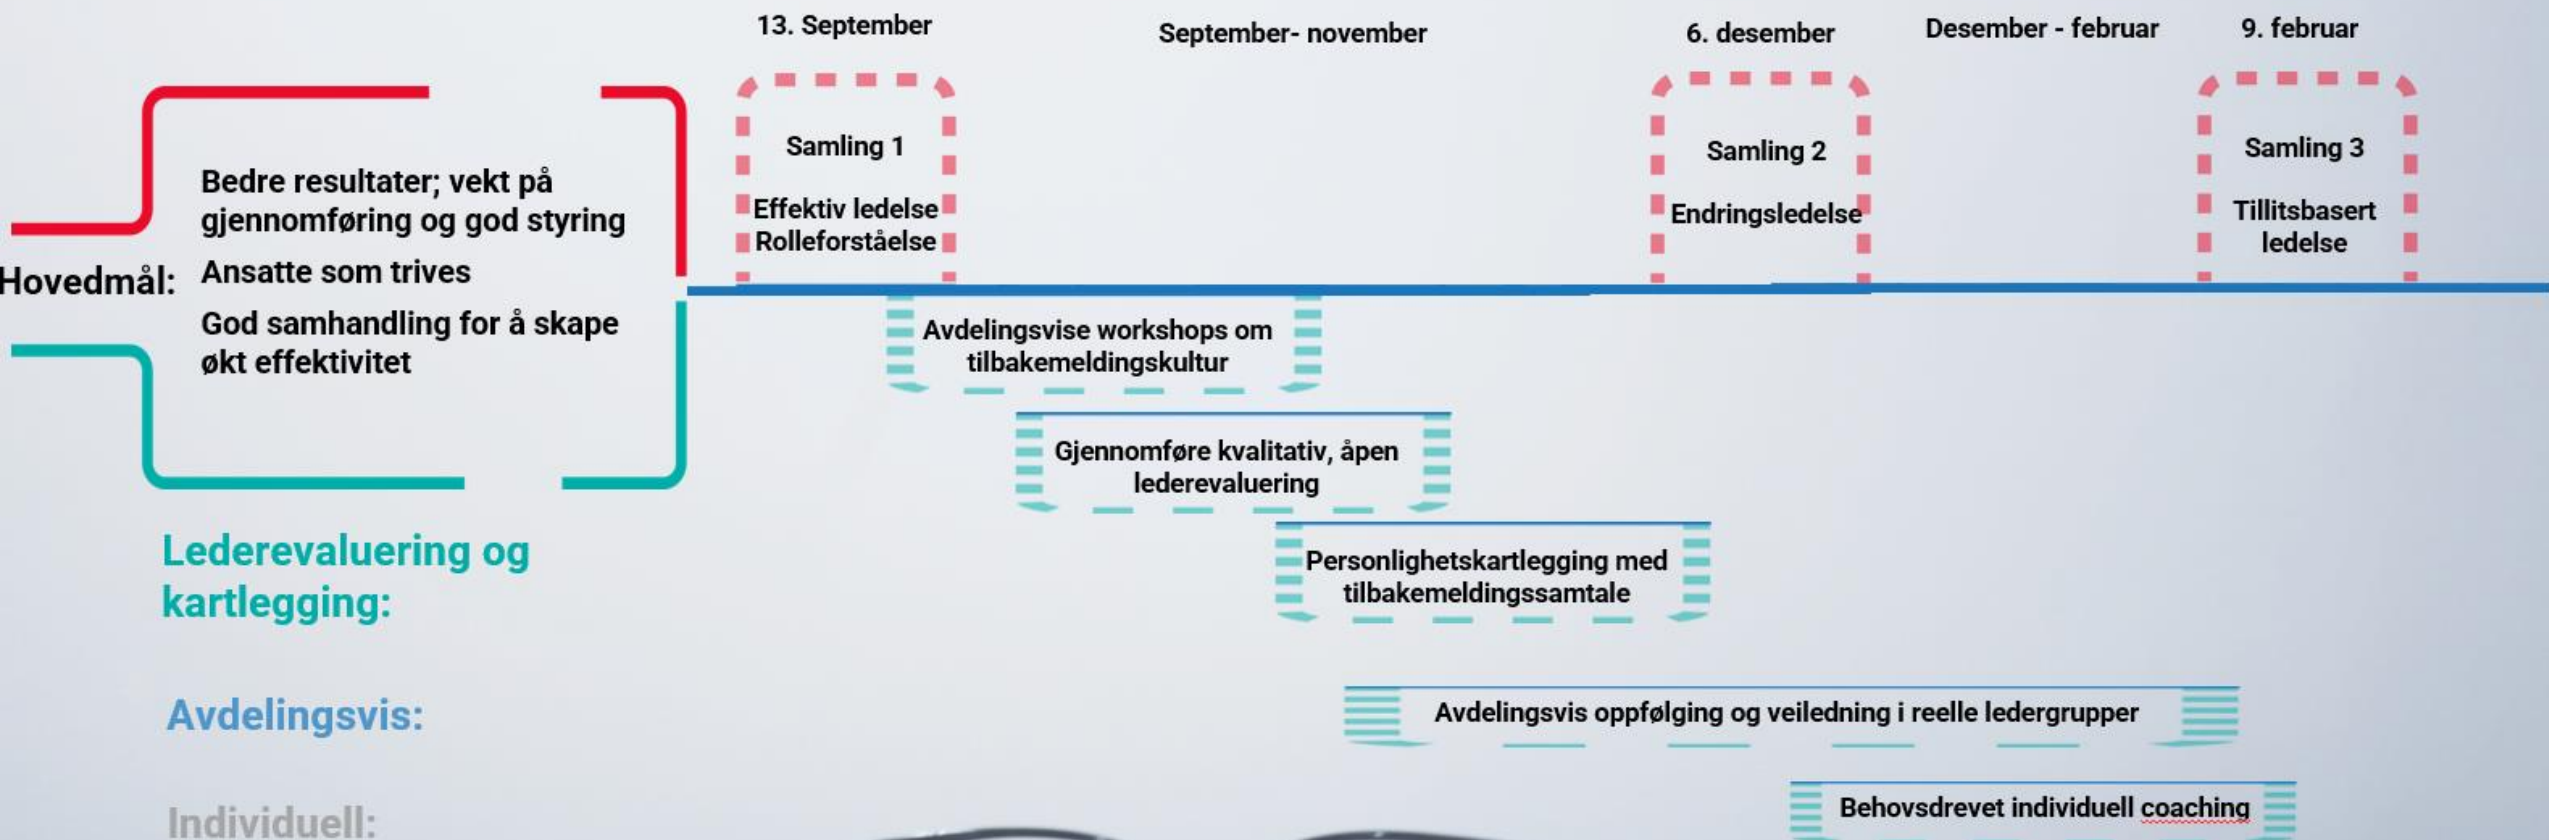 13. September
September- november
6. desember
Desember - februar
9. februar
Samling 1
Effektiv ledelse
Rolleforståelse
Samling 2
Endringsledelse
Samling 3
Tillitsbasert
ledelse
Hovedmål:
Bedre resultater; vekt på
gjennomføring og god styring
Ansatte som trives
God samhandling for å skape
økt effektivitet
Avdelingsvise workshops om
tilbakemeldingskultur
Gjennomføre kvalitativ, åpen
lederevaluering
Lederevaluering og
kartlegging:
Personlighetskartlegging med
tilbakemeldingssamtale
Avdelingsvis:
Avdelingsvis oppfølging og veiledning i reelle ledergrupper
Individuell:
Behovsdrevet individuell coaching